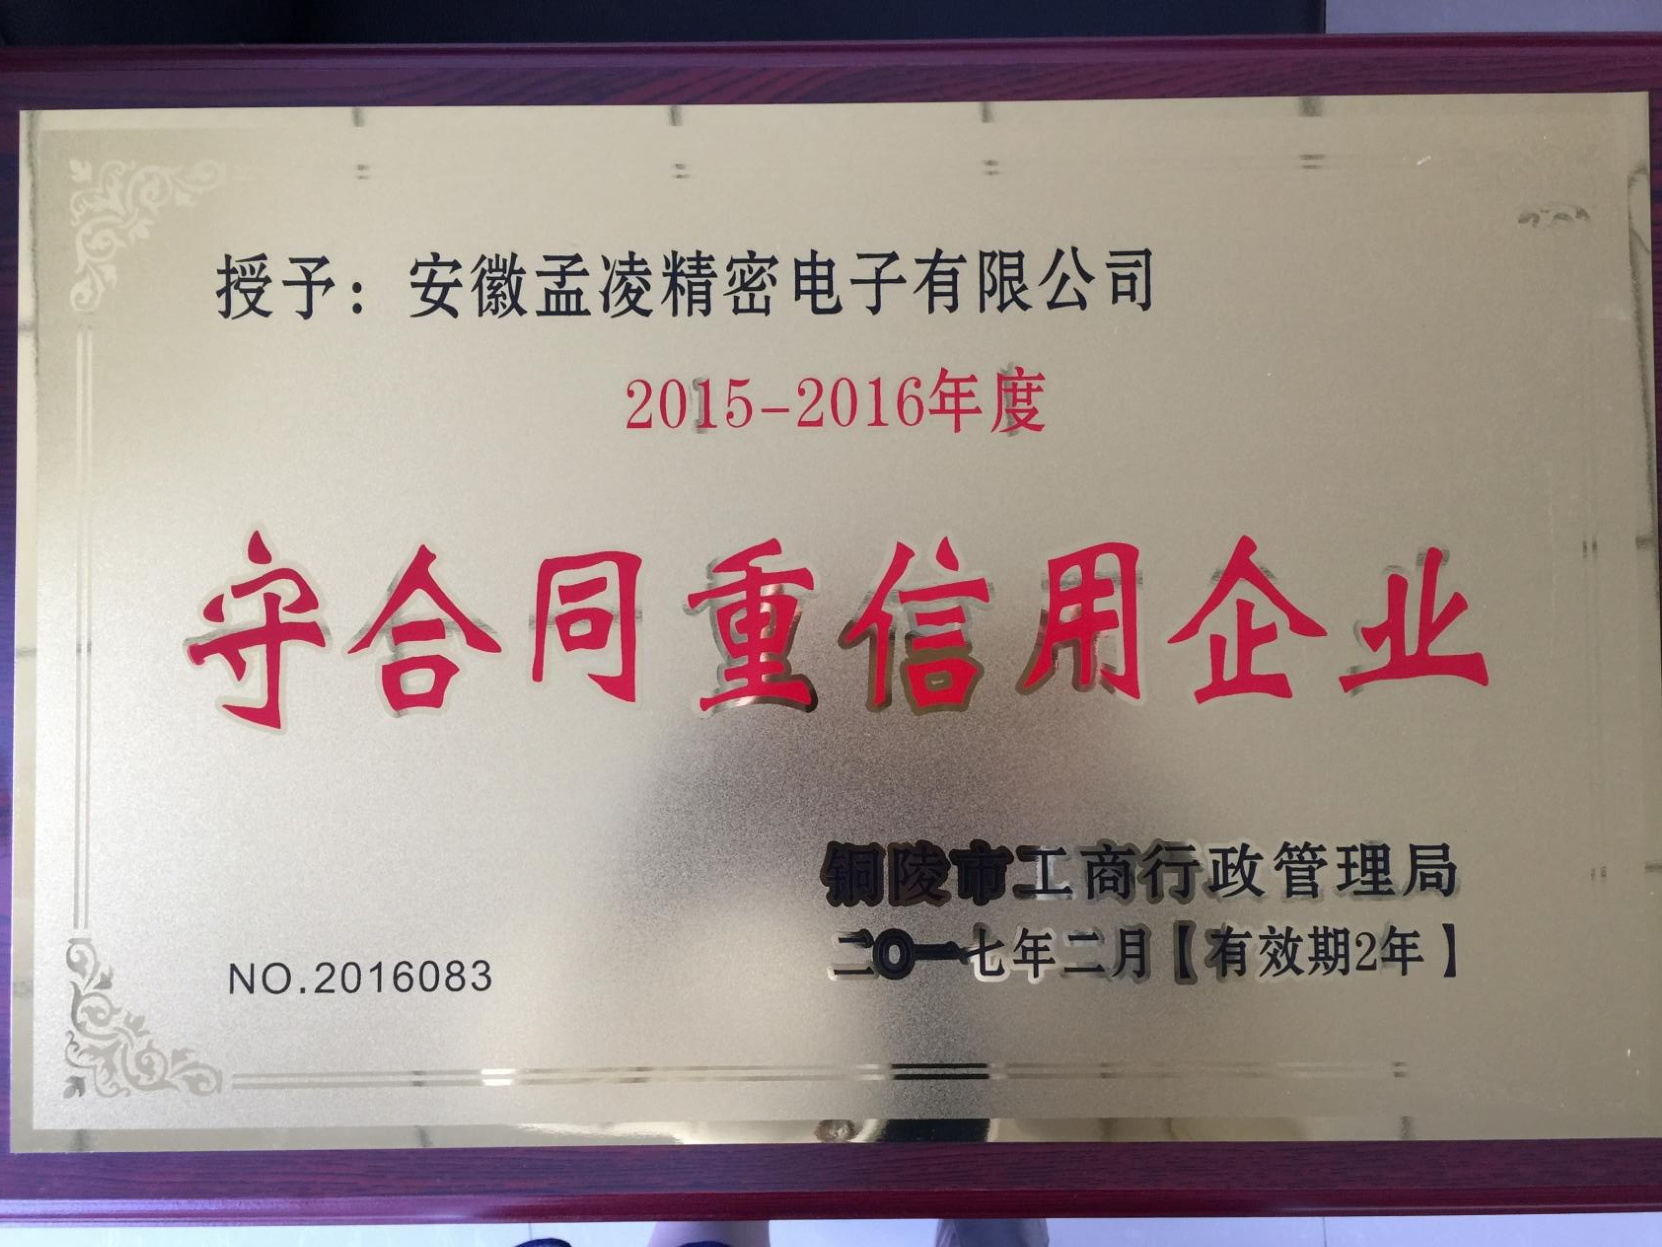 授予：安徽孟凌精密电子有限公司
2015-2016年度
守合同重信用企业
铜陵市工商行政管理局
二〇一七年二月【有效期2年】
NO.2016083